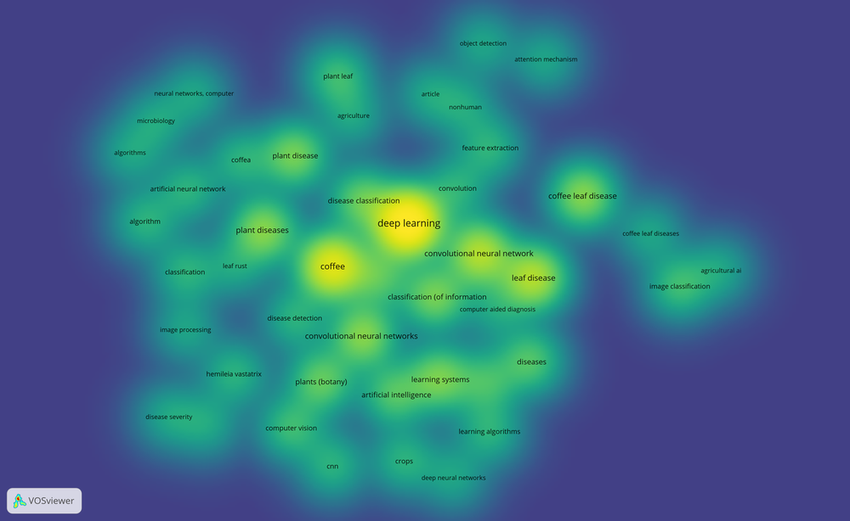 object detection
attention mechanism
plant leaf
neural networks, computer
article
nonhuman
agriculture
microbiology
feature extraction
algorithms
coffea
plant disease
artificial neural network
convolution
coffee leaf disease
disease classification
algorithm
deep learning
plant diseases
coffee leaf diseases
convolutional neural network
leaf rust
coffee
classification
agricultural ai
leaf disease
image classification
classification (of information
computer aided diagnosis
disease detection
image processing
convolutional neural networks
diseases
hemileia vastatrix
plants (botany)
learning systems
artificial intelligence
disease severity
computer vision
learning algorithms
crops
cnn
deep neural networks
VOSviewer